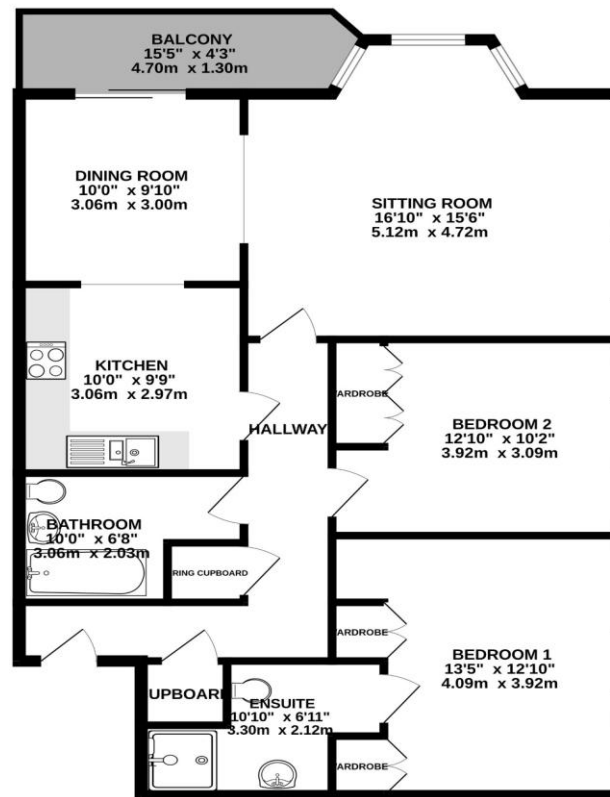 BALCONY
15'5" x 4'3"
4.70m x 1.30m
DINING ROOM
10'0" x 9'10"
3.06m x 3.00m
SITTING ROOM
16'10" x 15'6"
5.12m x 4.72m
KITCHEN
10'0" x 9'9"
3.06m x 2.97m
HALLWAY
ARDROBE
BEDROOM 2
12'10" x 10'2"
3.92m x 3.09m
BATHROOM
10'0" x 6'8"
3.06m x 2.03m
RING CUPBOARD
ARDROBE
BEDROOM 1
13'5" x 12'10"
4.09m x 3.92m
UPBOARD
ENSUITE
10'10" x 6'11"
3.30m x 2.12m
ARDROBE